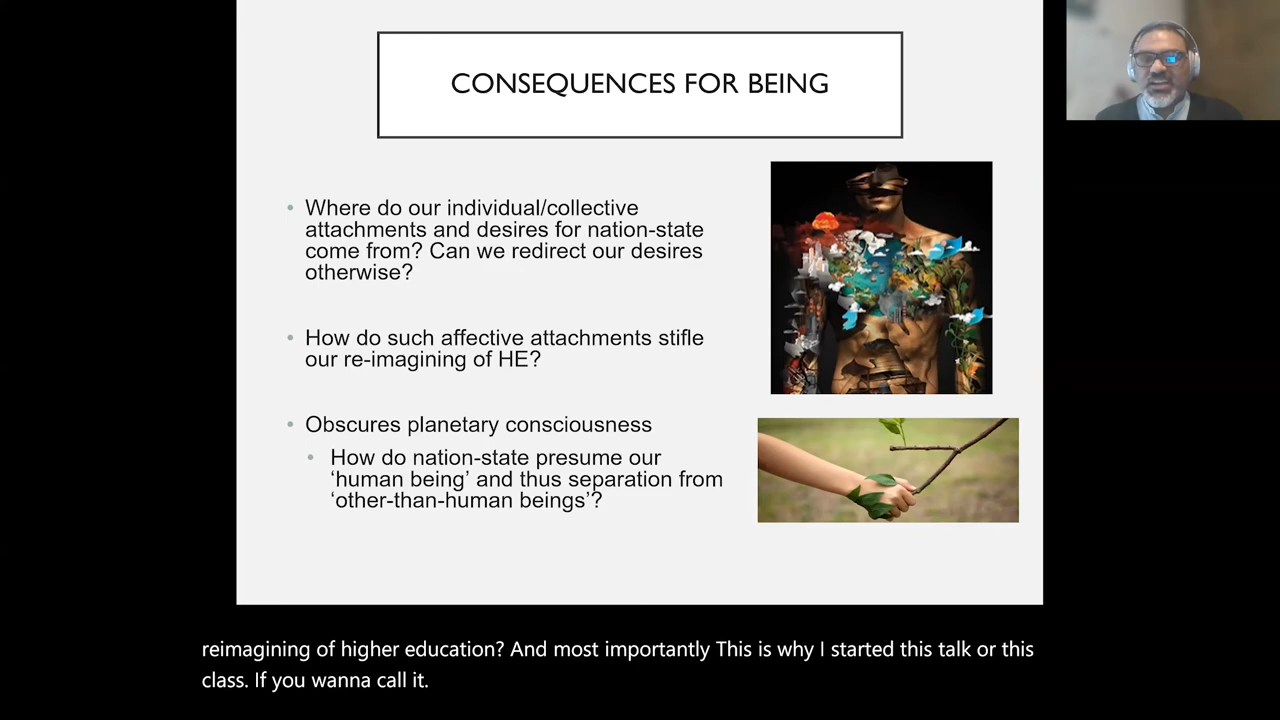 CONSEQUENCES FOR BEING
• Where do our individual/collective
attachments and desires for nation-state
come from? Can we redirect our desires
otherwise?
• How do such affective attachments stifle
our re-imagining of HE?
• Obscures planetary consciousness
• How do nation-state presume our
‘human being’ and thus separation from
‘other-than-human beings’?
reimagining of higher education? And most importantly This is why I started this talk or this
class. If you wanna call it.